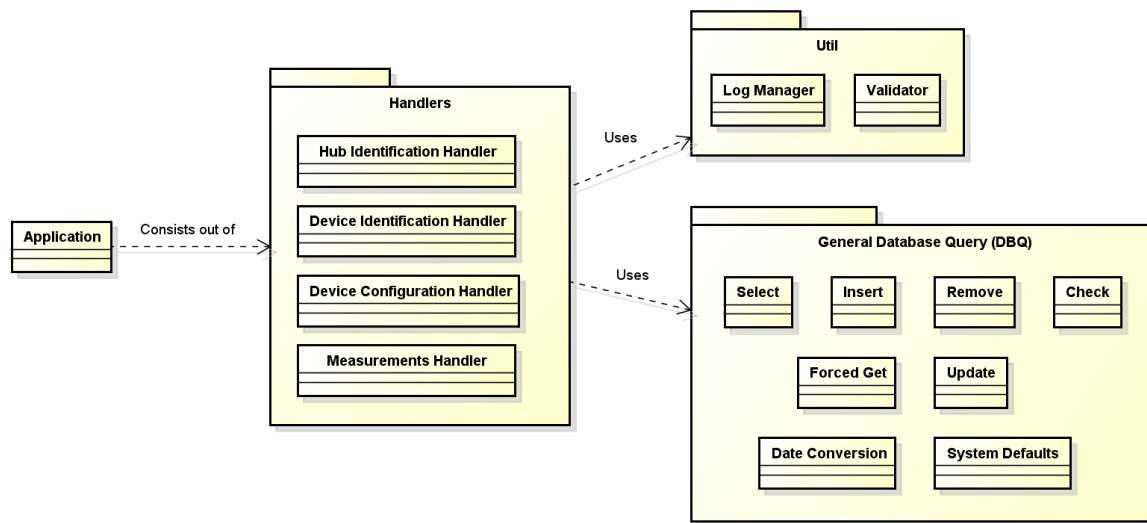 Application
Consists out of
Handlers
Hub Identification Handler
Device Identification Handler
Device Configuration Handler
Measurements Handler
Uses
Uses
Util
Log Manager
Validator
General Database Query (DBQ)
Select
Insert
Remove
Check
Forced Get
Update
Date Conversion
System Defaults